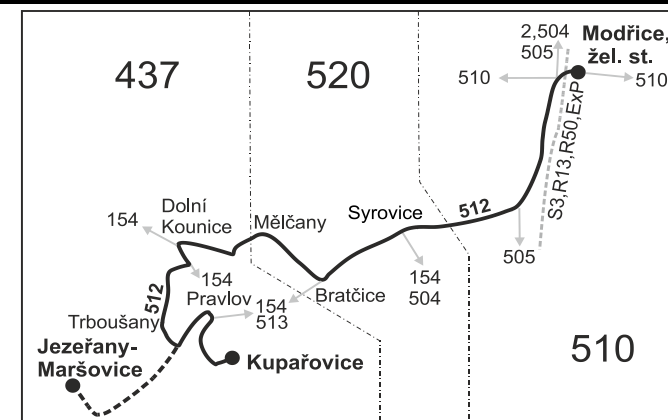 2,504
505
Modřice,
žel. st.
437
520
510
510
S3,R13,R50,ExP
Dolní
Kounice
154
Mělčany
Syrovice
512
505
154
Pravlov
154
513
Bratčice
154
504
512
Trboušany
Jezeřany-
Maršovice
Kupařovice
510